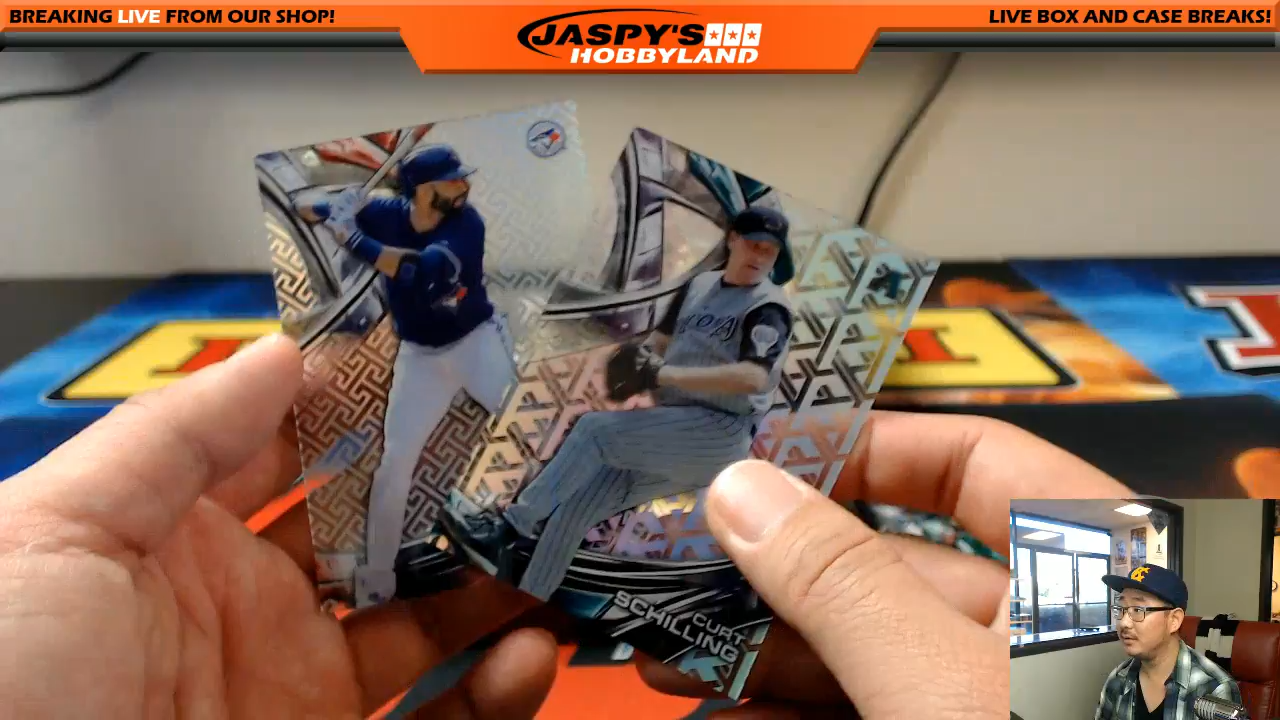 BREAKING LIVE FROM OUR SHOP!
JASPY'S
HOBBYLAND
LIVE BOX AND CASE BREAKS!
CURT
SCHILLING